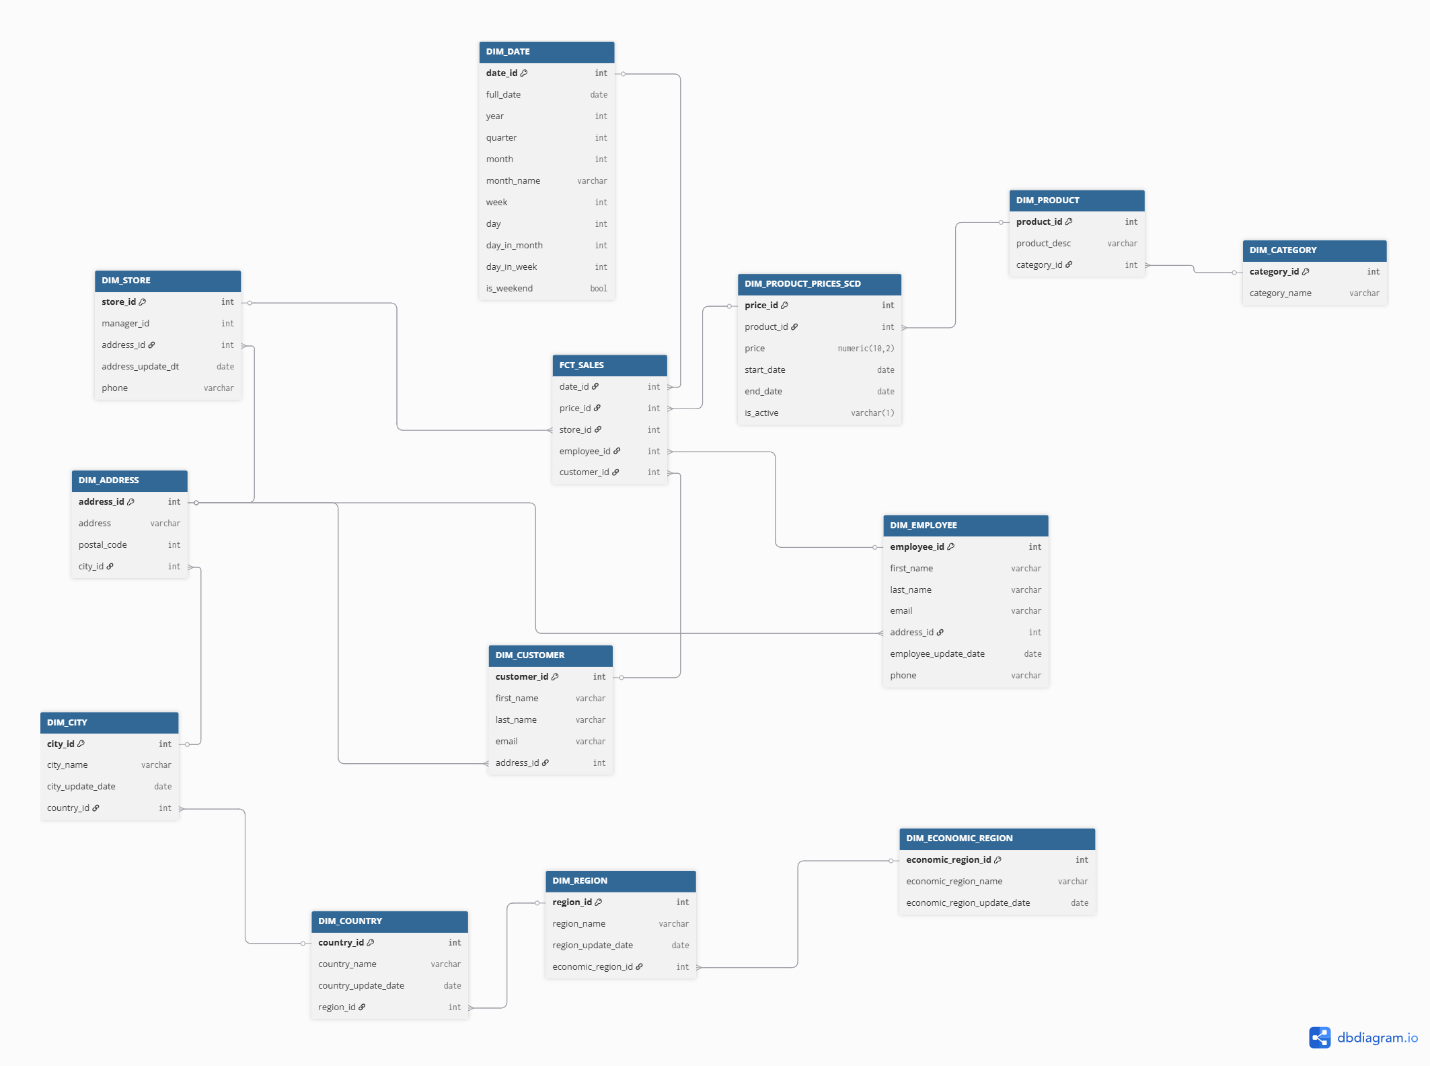 DIM_DATE
date_id int
full_date date
year int
quarter int
month int
month_name varchar
week int
day int
day_in_month int
day_in_week int
is_weekend bool
DIM_PRODUCT
product_id int
product_desc varchar
category_id int
DIM_CATEGORY
category_id int
category_name varchar
DIM_STORE
store_id int
manager_id int
address_id int
address_update_dt date
phone varchar
DIM_PRODUCT_PRICES_SCD
price_id int
product_id int
price numeric(10,2)
start_date date
end_date date
is_active varchar(1)
FCT_SALES
date_id int
price_id int
store_id int
employee_id int
customer_id int
DIM_ADDRESS
address_id int
address varchar
postal_code int
city_id int
DIM_EMPLOYEE
employee_id int
first_name varchar
last_name varchar
email varchar
address_id int
employee_update_date date
phone varchar
DIM_CUSTOMER
customer_id int
first_name varchar
last_name varchar
email varchar
address_id int
DIM_CITY
city_id int
city_name varchar
city_update_date date
country_id int
DIM_ECONOMIC_REGION
economic_region_id int
economic_region_name varchar
economic_region_update_date date
DIM_REGION
region_id int
region_name varchar
region_update_date date
economic_region_id int
DIM_COUNTRY
country_id int
country_name varchar
country_update_date date
region_id int
dbdiagram.io